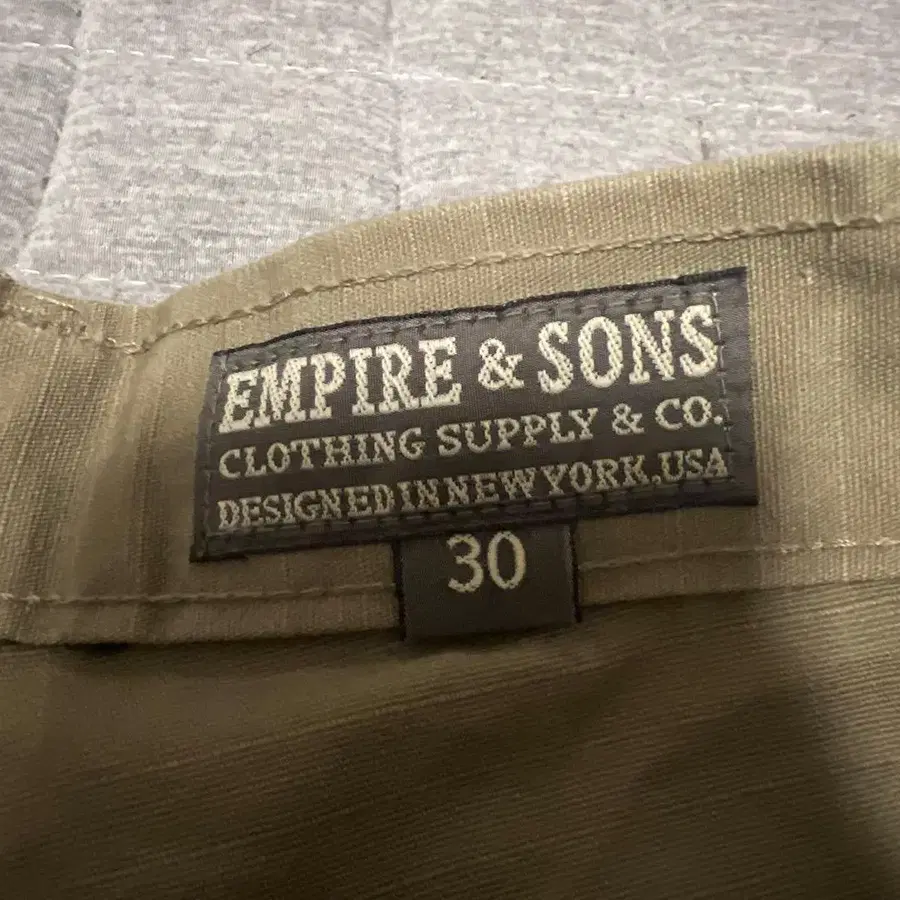 EMPIRE & SONS
CLOTHING SUPPLY & CO.
DESIGNED IN NEW YORK, USA
30